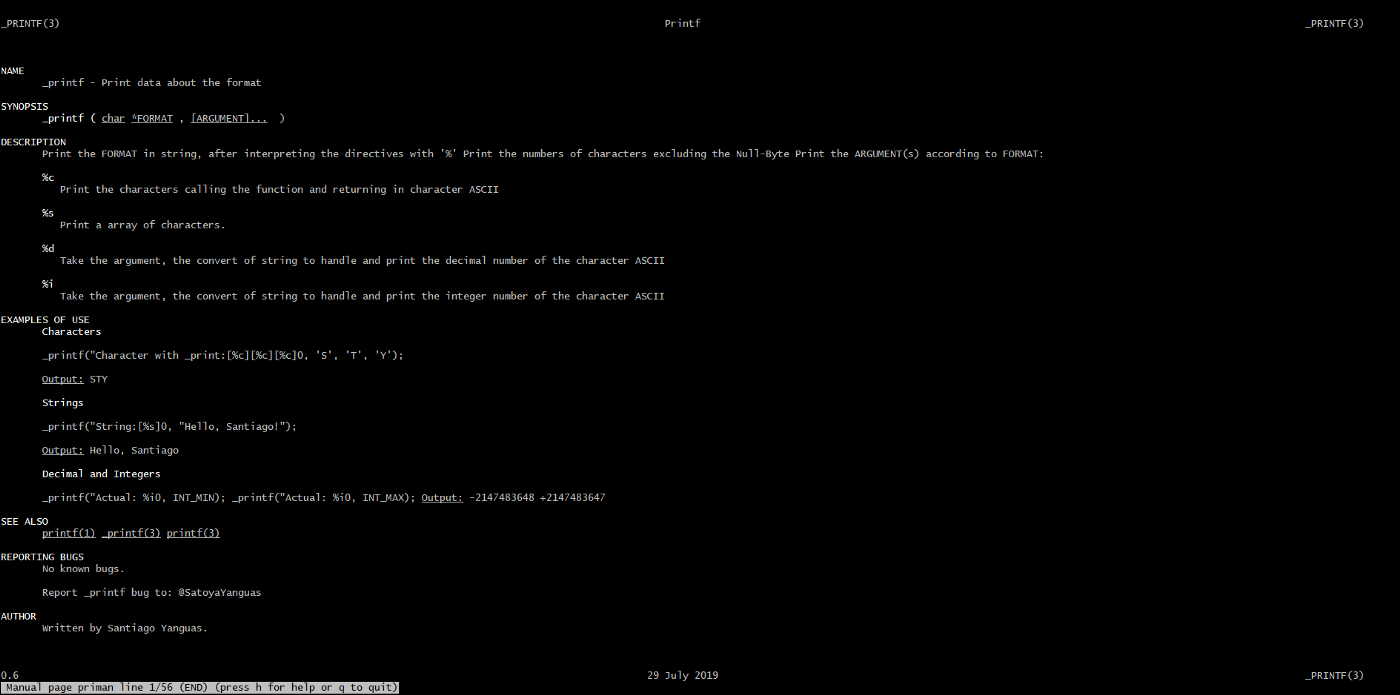 _PRINTF(3) Printf _PRINTF(3)
NAME
_printf - Print data about the format
SYNOPSIS
_printf ( char *FORMAT , [ARGUMENT]... )
DESCRIPTION
Print the FORMAT in string, after interpreting the directives with '%' Print the numbers of characters excluding the Null-Byte Print the ARGUMENT(s) according to FORMAT:
%c
Print the characters calling the function and returning in character ASCII
%s
Print a array of characters.
%d
Take the argument, the convert of string to handle and print the decimal number of the character ASCII
%i
Take the argument, the convert of string to handle and print the integer number of the character ASCII
EXAMPLES OF USE
Characters
_printf("Character with _print:[%c][%c][%c]0, 'S', 'T', 'Y');
Output: STY
Strings
_printf("String:[%s]0, "Hello, Santiago!");
Output: Hello, Santiago
Decimal and Integers
_printf("Actual: %i0, INT_MIN); _printf("Actual: %i0, INT_MAX); Output: -2147483648 +2147483647
SEE ALSO
printf(1) _printf(3) printf(3)
REPORTING BUGS
No known bugs.
Report _printf bug to: @SatoyaYanguas
AUTHOR
Written by Santiago Yanguas.
0.6 29 July 2019 _PRINTF(3)
Manual page priman line 1/56 (END) (press h for help or q to quit)